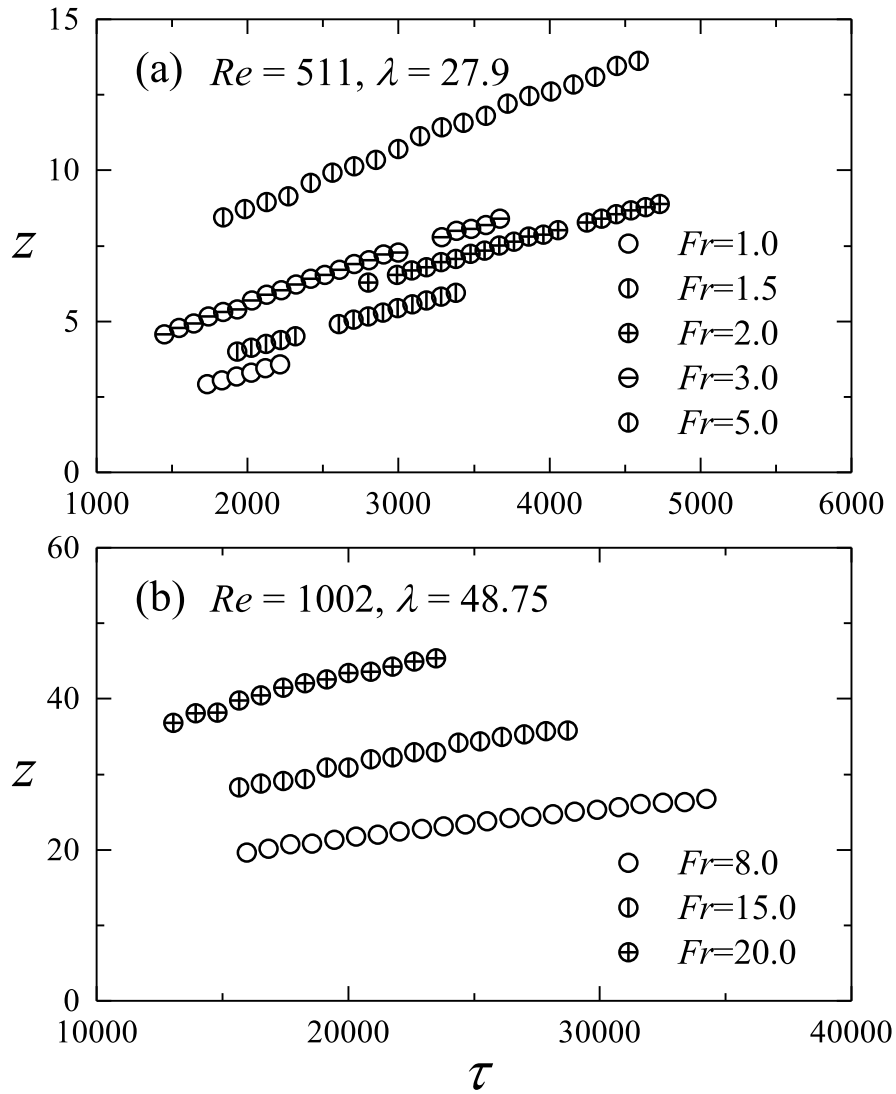 15
(a) Re = 511, λ = 27.9
10
z
Fr=1.0
Fr=1.5
5
Fr=2.0
Fr=3.0
Fr=5.0
0
1000 2000 3000 4000 5000 6000
60
(b) Re = 1002, λ = 48.75
40
z
20
Fr=8.0
Fr=15.0
Fr=20.0
0
10000 20000 30000 40000
τ